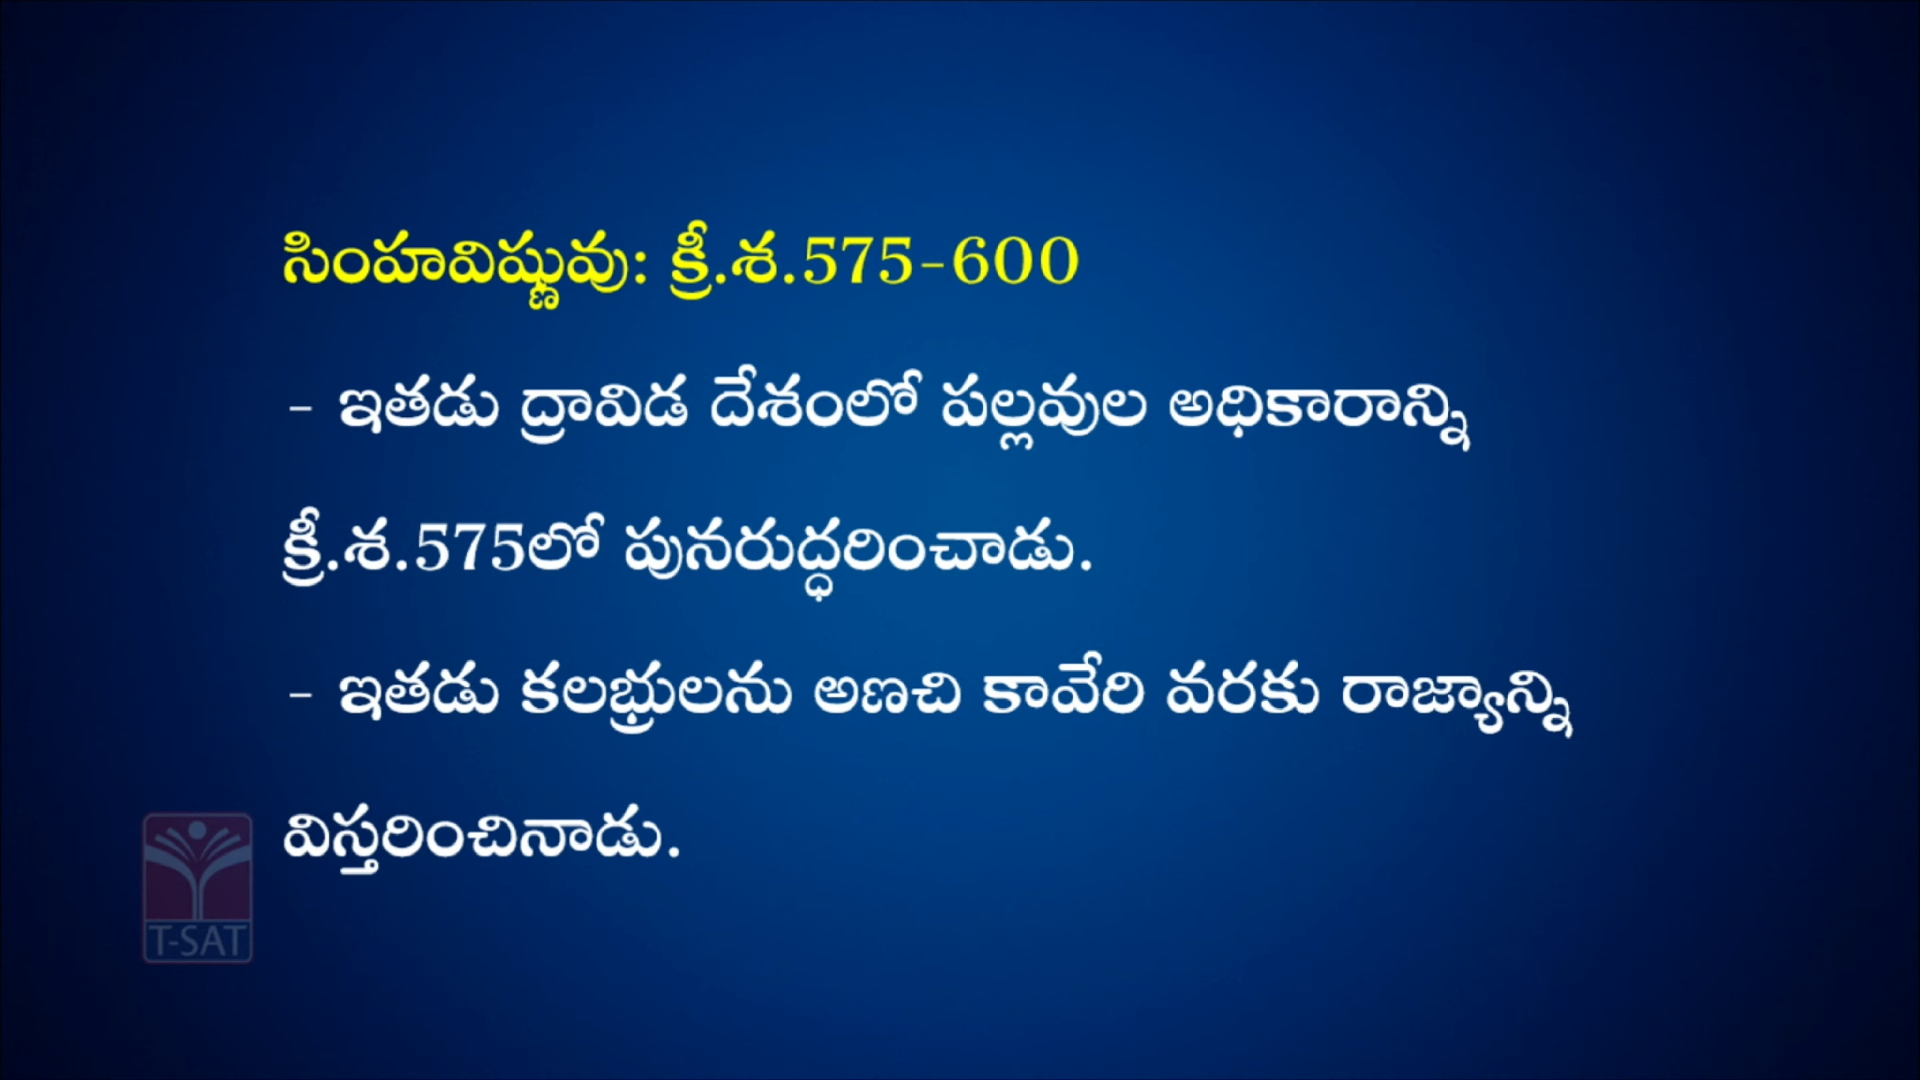 సింహవిష్ణువు: క్రీ.శ.575-600
- ఇతడు ద్రావిడ దేశంలో పల్లవుల అధికారాన్ని
క్రీ.శ.575లో పునరుద్ధరించాడు.
- ఇతడు కలభ్రులను అణచి కావేరి వరకు రాజ్యాన్ని
విస్తరించినాడు.
T-SAT